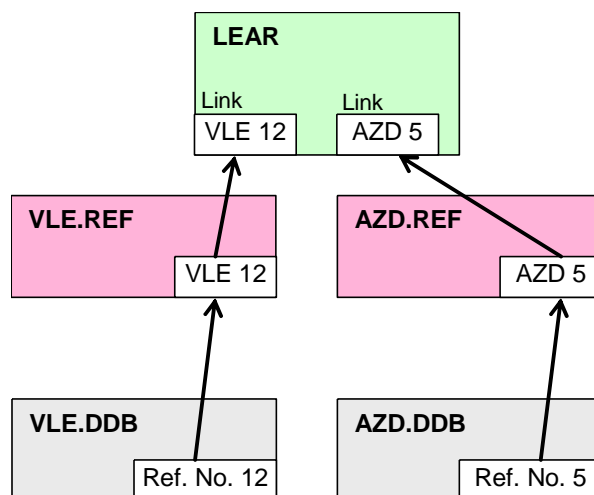 LEAR
Link Link
VLE 12 AZD 5
VLE.REF AZD.REF
VLE 12 AZD 5
VLE.DDB AZD.DDB
Ref. No. 12 Ref. No. 5